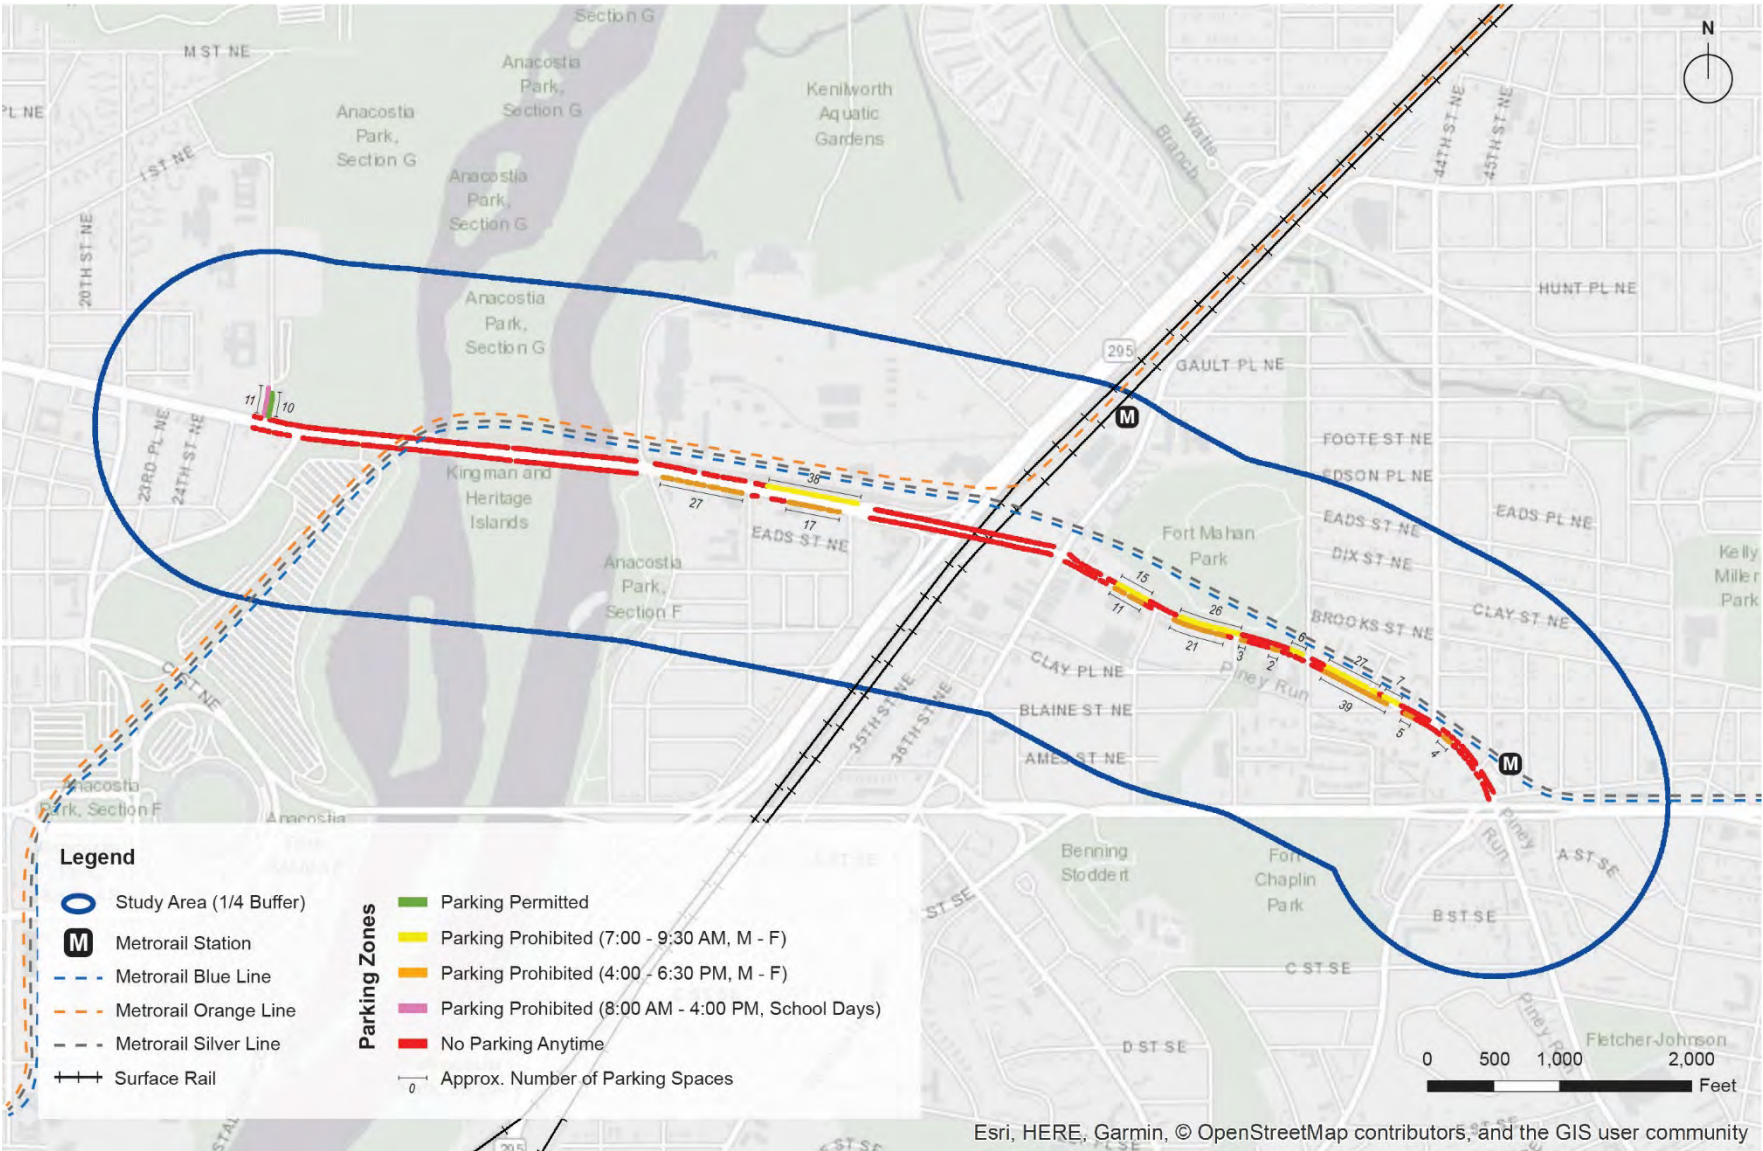 Section G
N
M ST NE
Anacostia
Park,
Section G
Kenilworth
Aquatic
Gardens
PL NE
Anacostia
Park,
Section G
Watts
Branch
44TH ST NE
45TH ST NE
I ST NE
Anacostia
Park,
Section G
20TH ST NE
HUNT PL NE
Anacostia
Park,
Section G
295
GAULT PL NE
M
11
10
23RD PL NE
24TH ST NE
FOOTE ST NE
EDSON PL NE
Kingman and
Heritage
Islands
38
27
17
EADS ST NE
EADS ST NE
EADS PL NE
Fort Mahan
Park
DIX ST NE
Kelly
Miller
Park
Anacostia
Park,
Section F
15
11
26
21
3
2
6
27
7
39
5
4
BROOKS ST NE
CLAY ST NE
CLAY PL NE
Piney Run
C ST NE
BLAINE ST NE
35TH ST NE
36TH ST NE
AMES ST NE
M
Anacostia
Park, Section F
Anacostia
Piney
Run
A ST SE
Benning
Stoddert
Fort
Chaplin
Park
ST SE
B ST SE
C ST SE
D ST SE
Piney Run
Fletcher-Johnson
Legend
Study Area (1/4 Buffer)
M Metrorail Station
Metrorail Blue Line
Metrorail Orange Line
Metrorail Silver Line
Surface Rail
Parking Zones
Parking Permitted
Parking Prohibited (7:00 - 9:30 AM, M - F)
Parking Prohibited (4:00 - 6:30 PM, M - F)
Parking Prohibited (8:00 AM - 4:00 PM, School Days)
No Parking Anytime
0 Approx. Number of Parking Spaces
0 500 1,000 2,000
Feet
295
ST SE
Esri, HERE, Garmin, © OpenStreetMap contributors, and the GIS user community